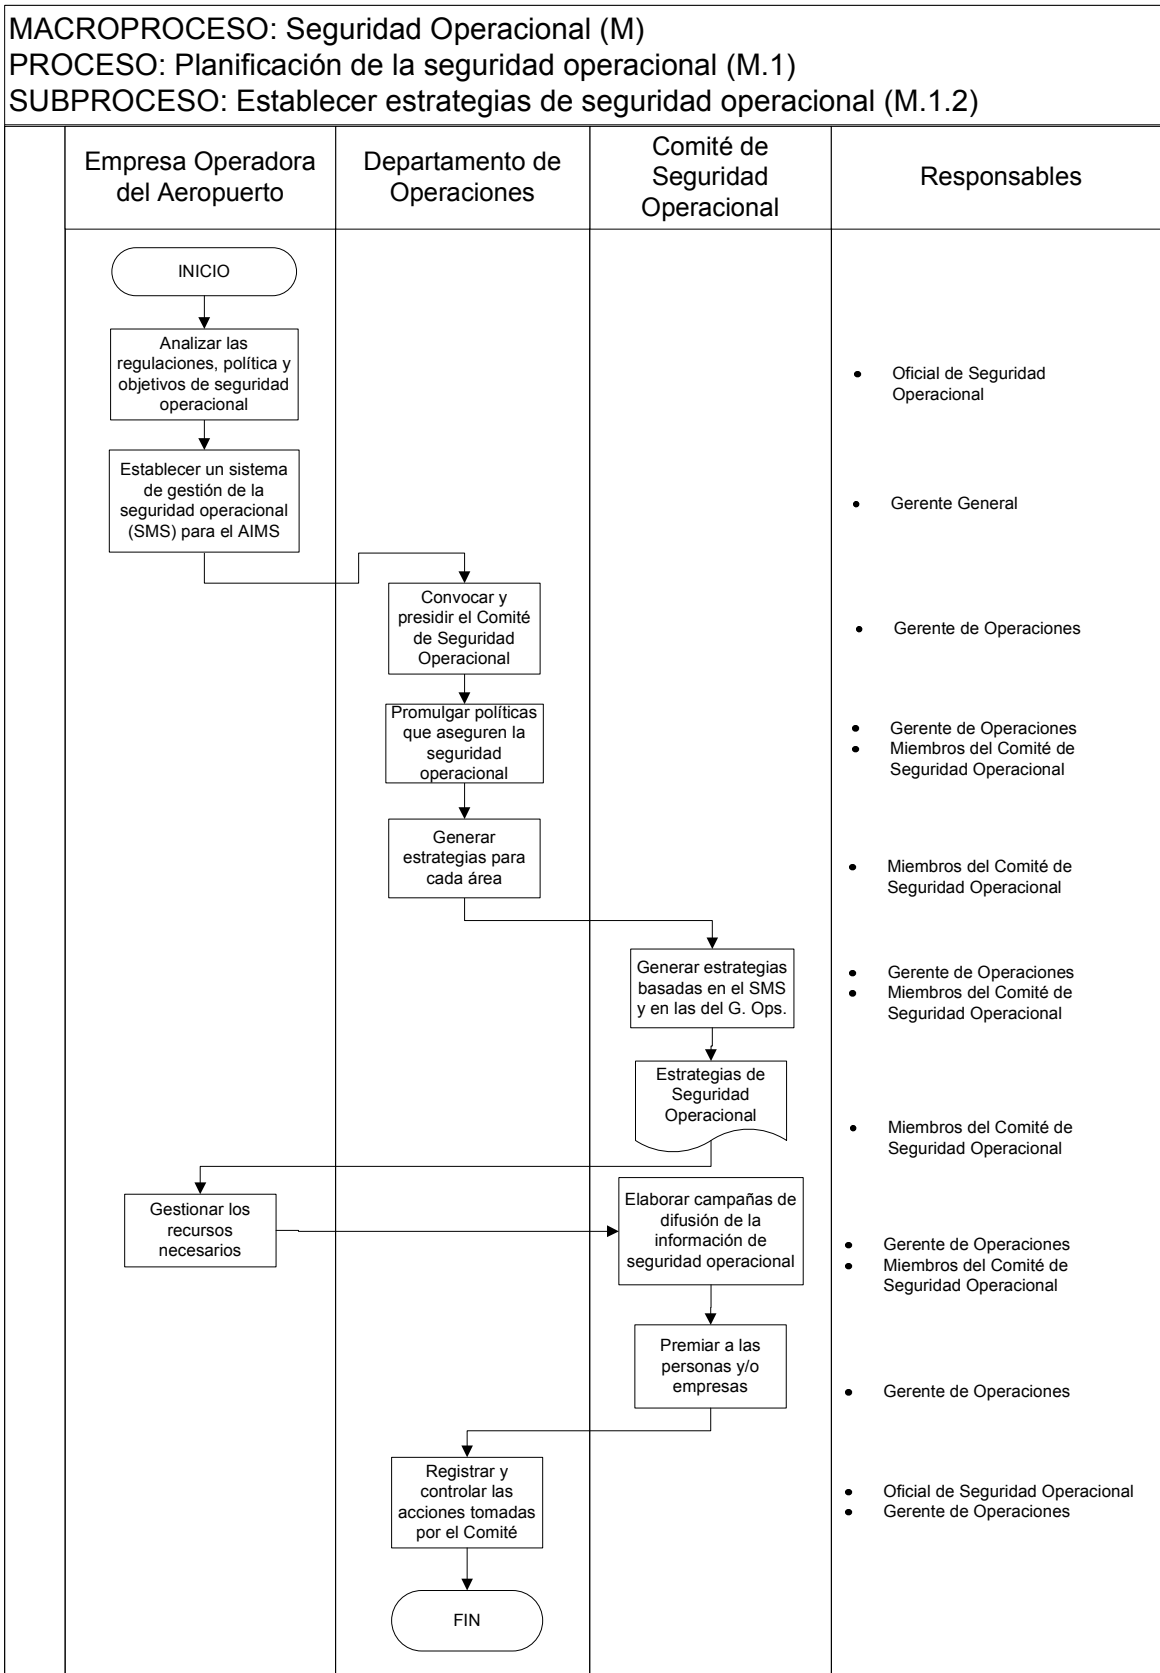 MACROPROCESO: Seguridad Operacional (M)
PROCESO: Planificación de la seguridad operacional (M.1)
SUBPROCESO: Establecer estrategias de seguridad operacional (M.1.2)
Empresa Operadora
del Aeropuerto
Departamento de
Operaciones
Comité de
Seguridad
Operacional
Responsables
INICIO
Analizar las
regulaciones, política y
objetivos de seguridad
operacional
• Oficial de Seguridad
Operacional
Establecer un sistema
de gestión de la
seguridad operacional
(SMS) para el AIMS
• Gerente General
Convocar y
presidir el Comité
de Seguridad
Operacional
• Gerente de Operaciones
Promulgar políticas
que aseguren la
seguridad
operacional
• Gerente de Operaciones
• Miembros del Comité de
Seguridad Operacional
Generar
estrategias para
cada área
• Miembros del Comité de
Seguridad Operacional
Generar estrategias
basadas en el SMS
y en las del G. Ops.
• Gerente de Operaciones
• Miembros del Comité de
Seguridad Operacional
Estrategias de
Seguridad
Operacional
• Miembros del Comité de
Seguridad Operacional
Gestionar los
recursos
necesarios
Elaborar campañas de
difusión de la
información de
seguridad operacional
• Gerente de Operaciones
• Miembros del Comité de
Seguridad Operacional
Premiar a las
personas y/o
empresas
• Gerente de Operaciones
Registrar y
controlar las
acciones tomadas
por el Comité
• Oficial de Seguridad Operacional
• Gerente de Operaciones
FIN